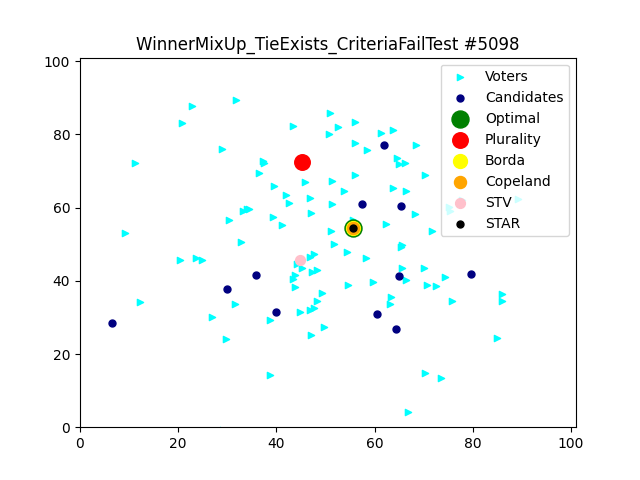 WinnerMixUp_TieExists_CriteriaFailTest #5098
100
80
60
40
20
0
0
20
40
60
80
100
Voters
Candidates
Optimal
Plurality
Borda
Copeland
STV
STAR